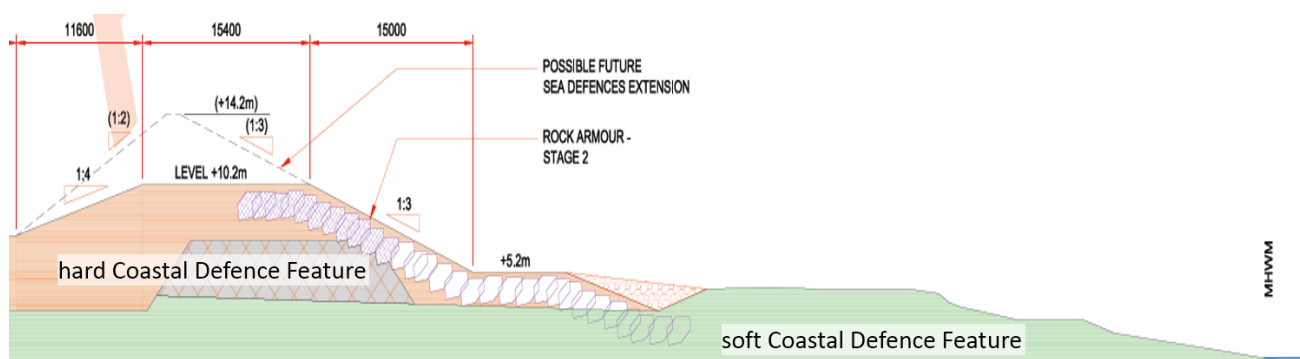 11600
15400
15000
POSSIBLE FUTURE
SEA DEFENCES EXTENSION
(+14.2m)
(1:2)
(1:3)
ROCK ARMOUR -
STAGE 2
1:4
LEVEL +10.2m
1:3
+5.2m
hard Coastal Defence Feature
soft Coastal Defence Feature
MHWM